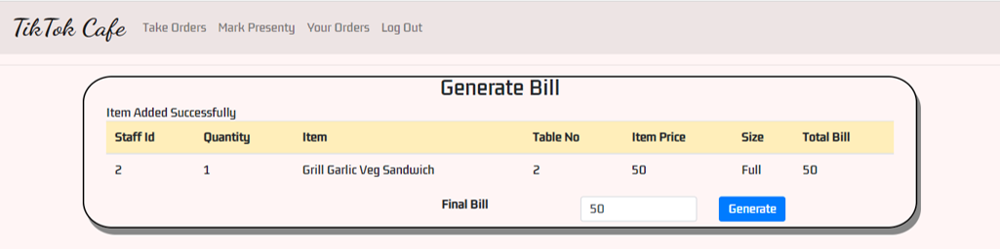 TikTok Cafe Take Orders Mark Presenty Your Orders Log Out
Generate Bill
Item Added Successfully
Staff Id Quantity Item Table No Item Price Size Total Bill
2 1 Grill Garlic Veg Sandwich 2 50 Full 50
Final Bill 50 Generate